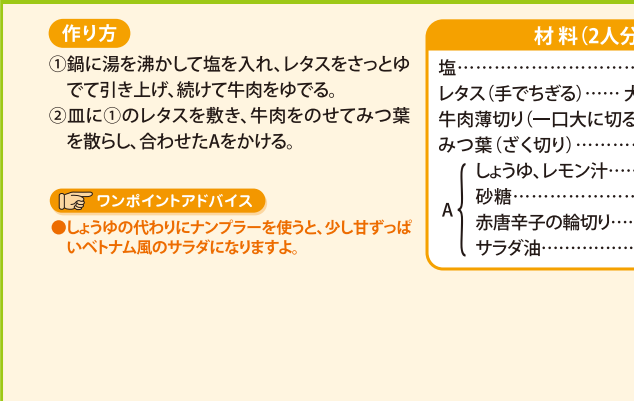 作り方
①鍋に湯を沸かして塩を入れ、レタスをさっとゆ
でて引き上げ、続けて牛肉をゆでる。
②皿に①のレタスを敷き、牛肉をのせてみつ葉
を散らし、合わせたAをかける。
ワンポイントアドバイス
●しょうゆの代わりにナンプラーを使うと、少し甘ずっぱ
いベトナム風のサラダになりますよ。
材料(2人分
塩……………………………
レタス(手でちぎる)…… 大
牛肉薄切り(一口大に切る
みつ葉(ざく切り)…………
A
しょうゆ、レモン汁……
砂糖……………………
赤唐辛子の輪切り……
サラダ油………………